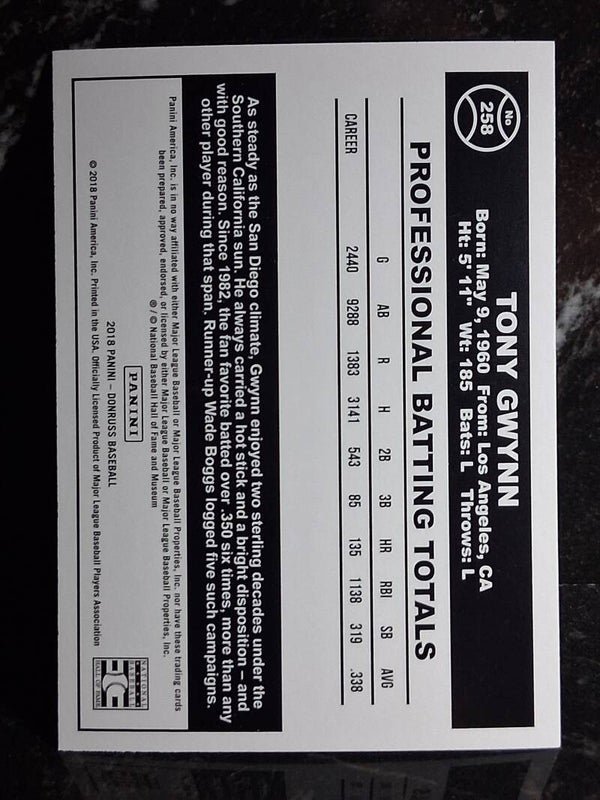 No
258
TONY GWYNN
Born: May 9, 1960 From: Los Angeles, CA
Ht: 5' 11" Wt: 185 Bats: L Throws: L
PROFESSIONAL BATTING TOTALS
G AB R H 2B 3B HR RBI SB AVG
CAREER 2440 9288 1383 3141 543 85 135 1138 319 .338
As steady as the San Diego climate, Gwynn enjoyed two sterling decades under the
Southern California sun. He always carried a hot stick and a bright disposition – and
with good reason. Since 1982, the fan favorite batted over .350 six times, more than any
other player during that span. Runner-up Wade Boggs logged five such campaigns.
Panini America, Inc. is in no way affiliated with either Major League Baseball or Major League Baseball Properties, Inc. nor have these trading cards
been prepared, approved, endorsed, or licensed by either Major League Baseball or Major League Baseball Properties, Inc.
® / © National Baseball Hall of Fame and Museum
PANINI
2018 PANINI – DONRUSS BASEBALL
© 2018 Panini America, Inc. Printed in the USA. Officially Licensed Product of Major League Baseball Players Association
NATIONAL
BASEBALL
HALL OF FAME